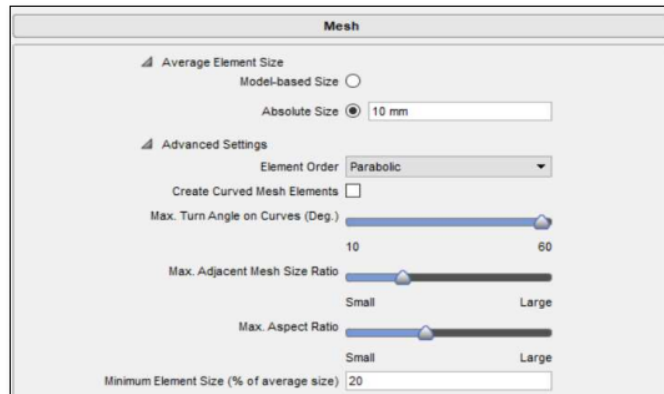 Mesh
Average Element Size
Model-based Size
Absolute Size 10 mm
Advanced Settings
Element Order Parabolic
Create Curved Mesh Elements
Max. Turn Angle on Curves (Deg.)
10 60
Max. Adjacent Mesh Size Ratio
Small Large
Max. Aspect Ratio
Small Large
Minimum Element Size (% of average size) 20